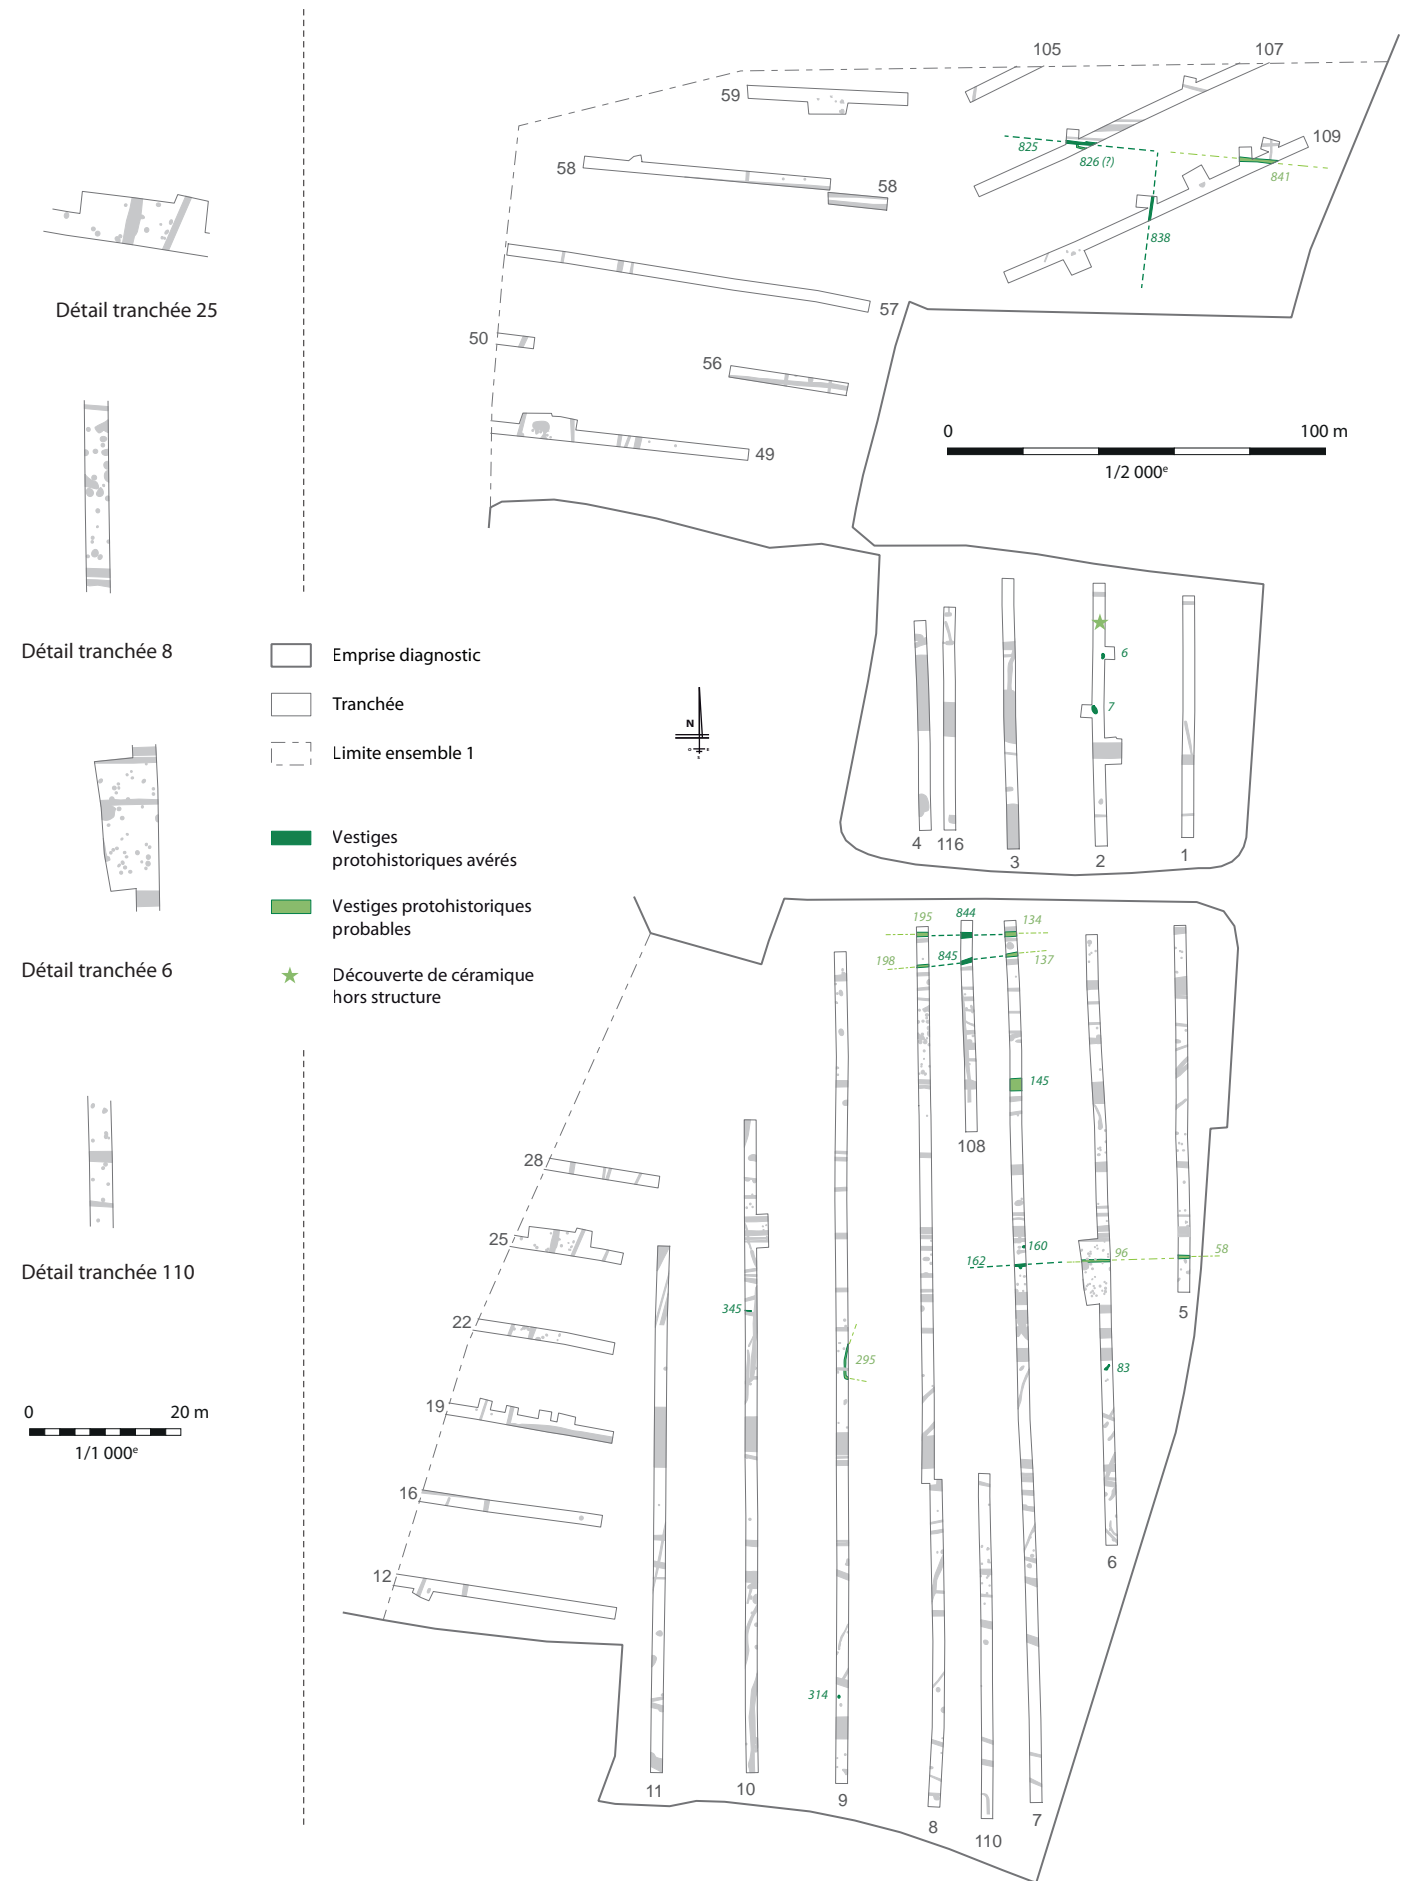 Détail tranchée 25
Détail tranchée 8
Détail tranchée 6
Détail tranchée 110
0 20 m
1/1 000e
Emprise diagnostic
Tranchée
Limite ensemble 1
Vestiges
protohistoriques avérés
Vestiges protohistoriques
probables
Découverte de céramique
hors structure
N
105
107
59
109
825
826 (?)
841
58
58
838
57
50
56
49
0 100 m
1/2 000e
6
7
4
116
3
2
1
195
844
134
198
845
137
145
108
28
25
160
162
96
58
5
22
345
295
83
19
16
6
12
314
11
10
9
8
110
7